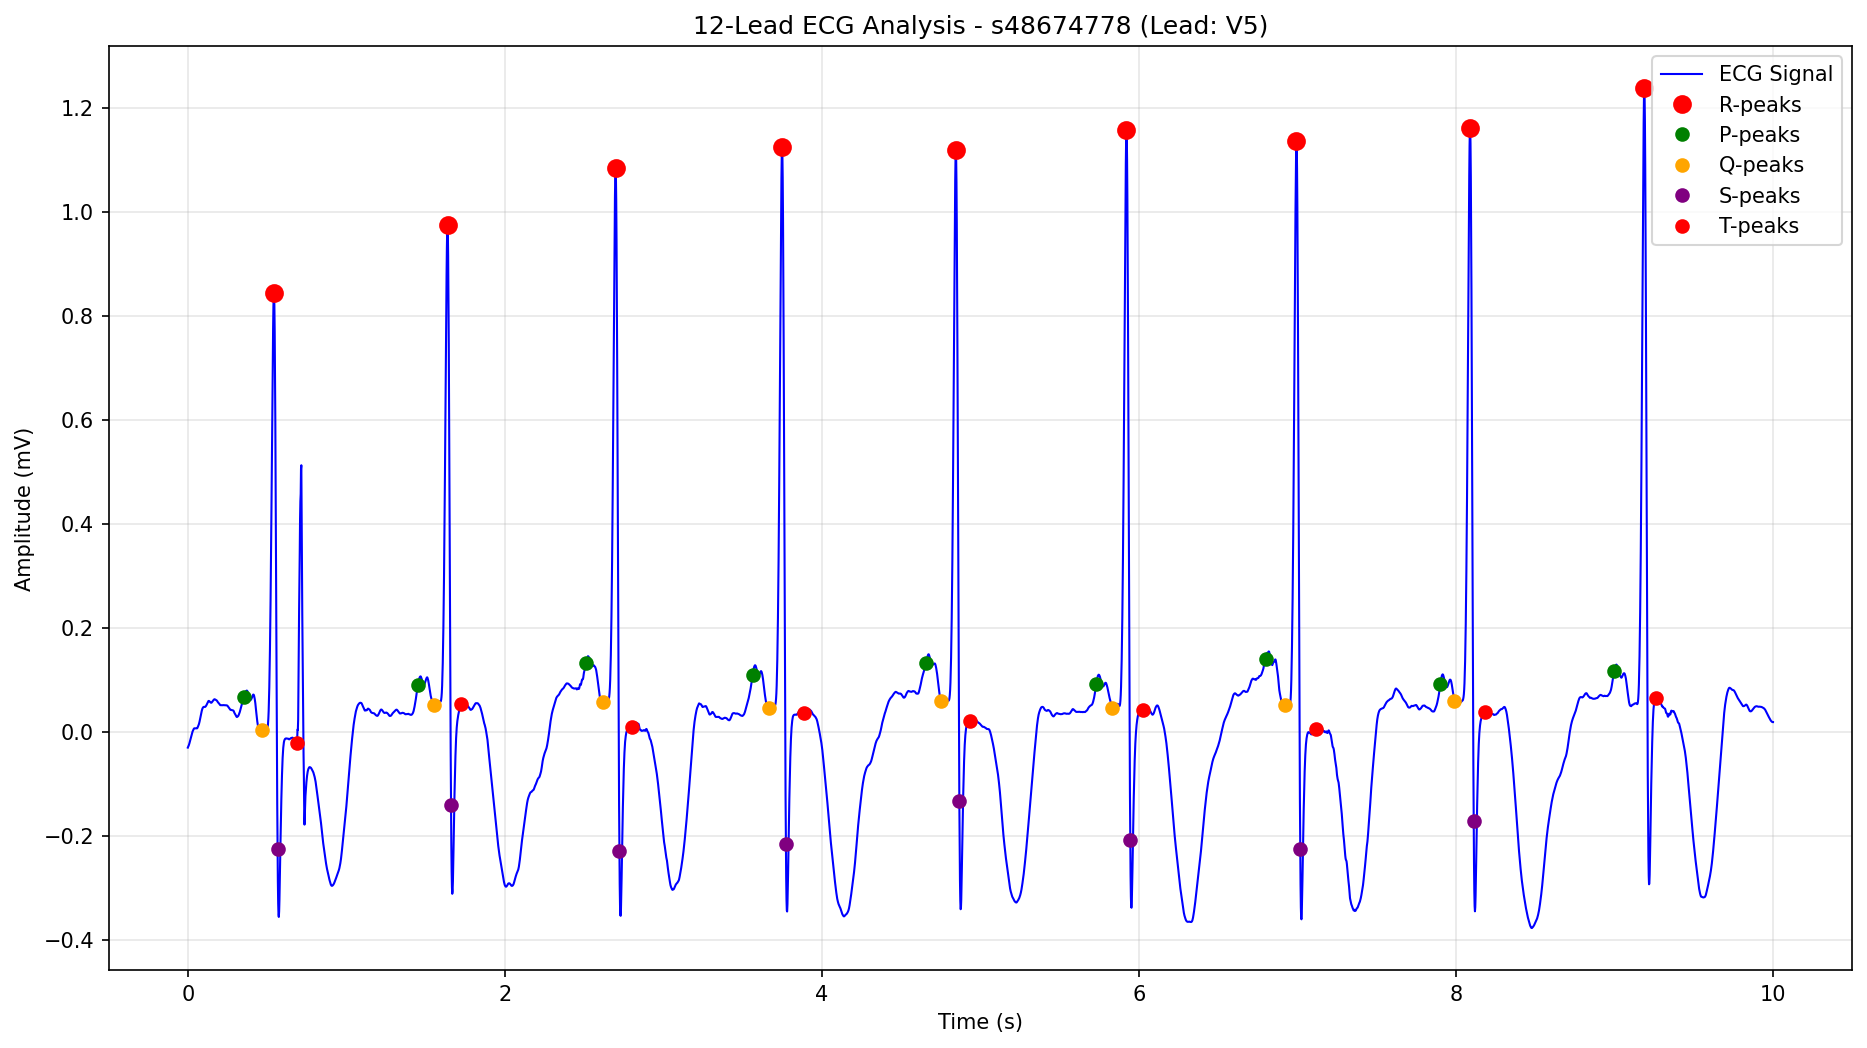 12-Lead ECG Analysis - s48674778 (Lead: V5)
ECG Signal
R-peaks
P-peaks
Q-peaks
S-peaks
T-peaks
Amplitude (mV)
1.2
1.0
0.8
0.6
0.4
0.2
0.0
−0.2
−0.4
0 2 4 6 8 10
Time (s)